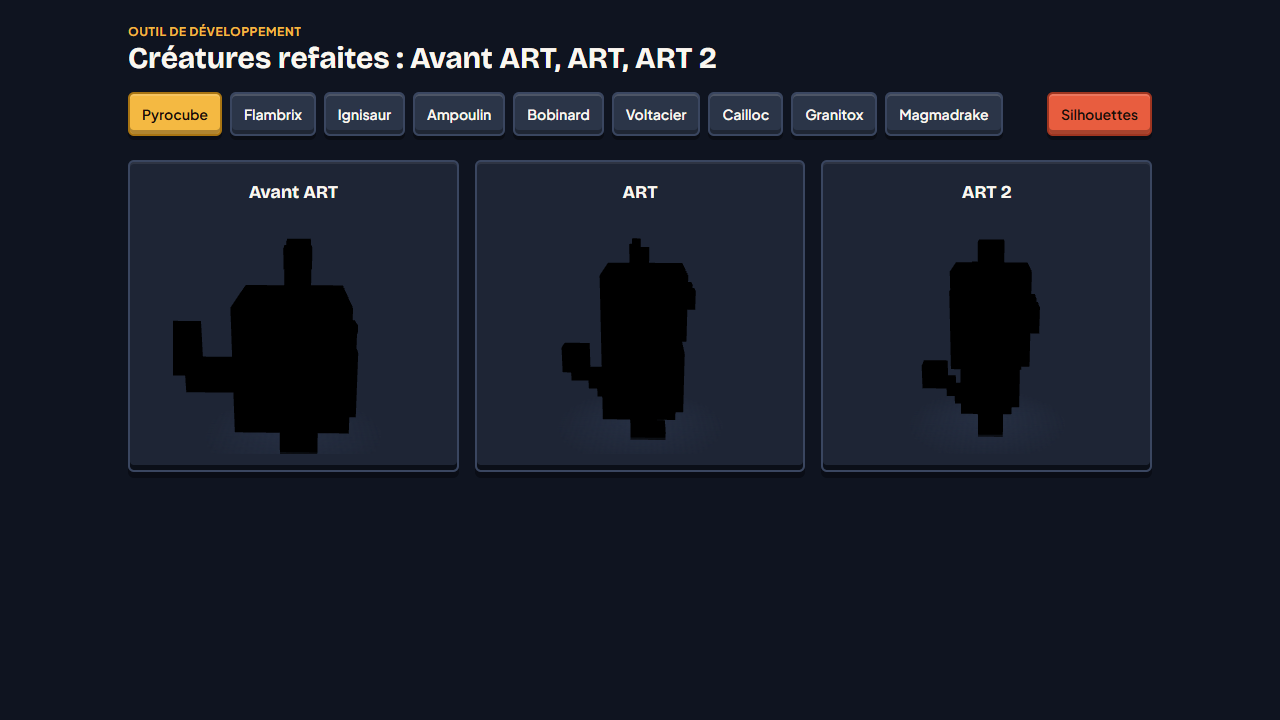 OUTIL DE DÉVELOPPEMENT
Créatures refaites : Avant ART, ART, ART 2
Pyrocube Flambrix Ignisaur Ampoulin Bobinard Voltacier Cailloc Granitox Magmadrake Silhouettes
Avant ART ART ART 2